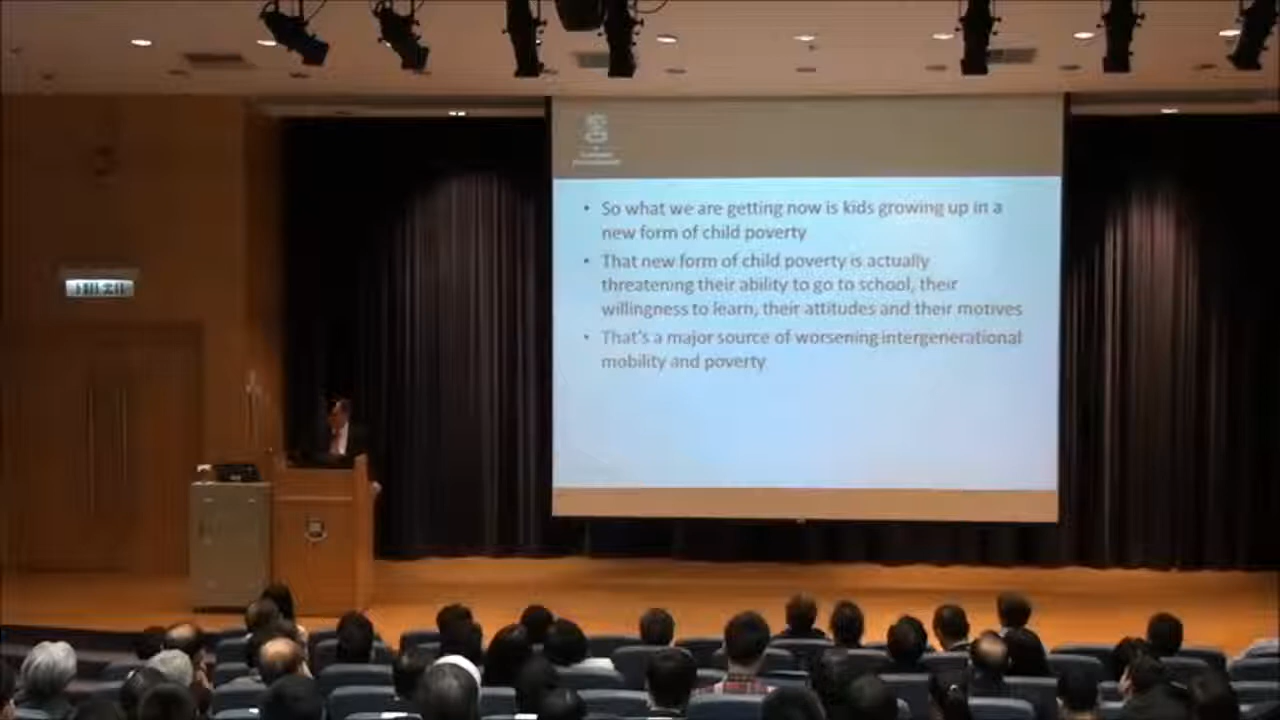 • So what we are getting now is kids growing up in a
new form of child poverty
• That new form of child poverty is actually
threatening their ability to go to school, their
willingness to learn, their attitudes and their motives
• That's a major source of worsening intergenerational
mobility and poverty